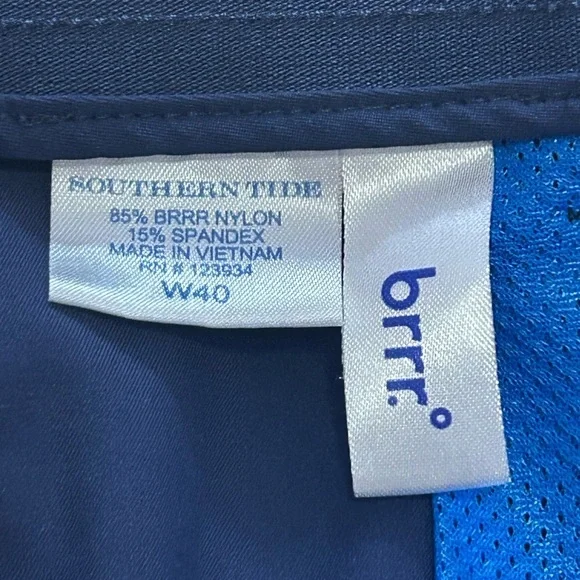 SOUTHERN TIDE
85% BRRR NYLON
15% SPANDEX
MADE IN VIETNAM
RN # 123934
W40
brrr.°